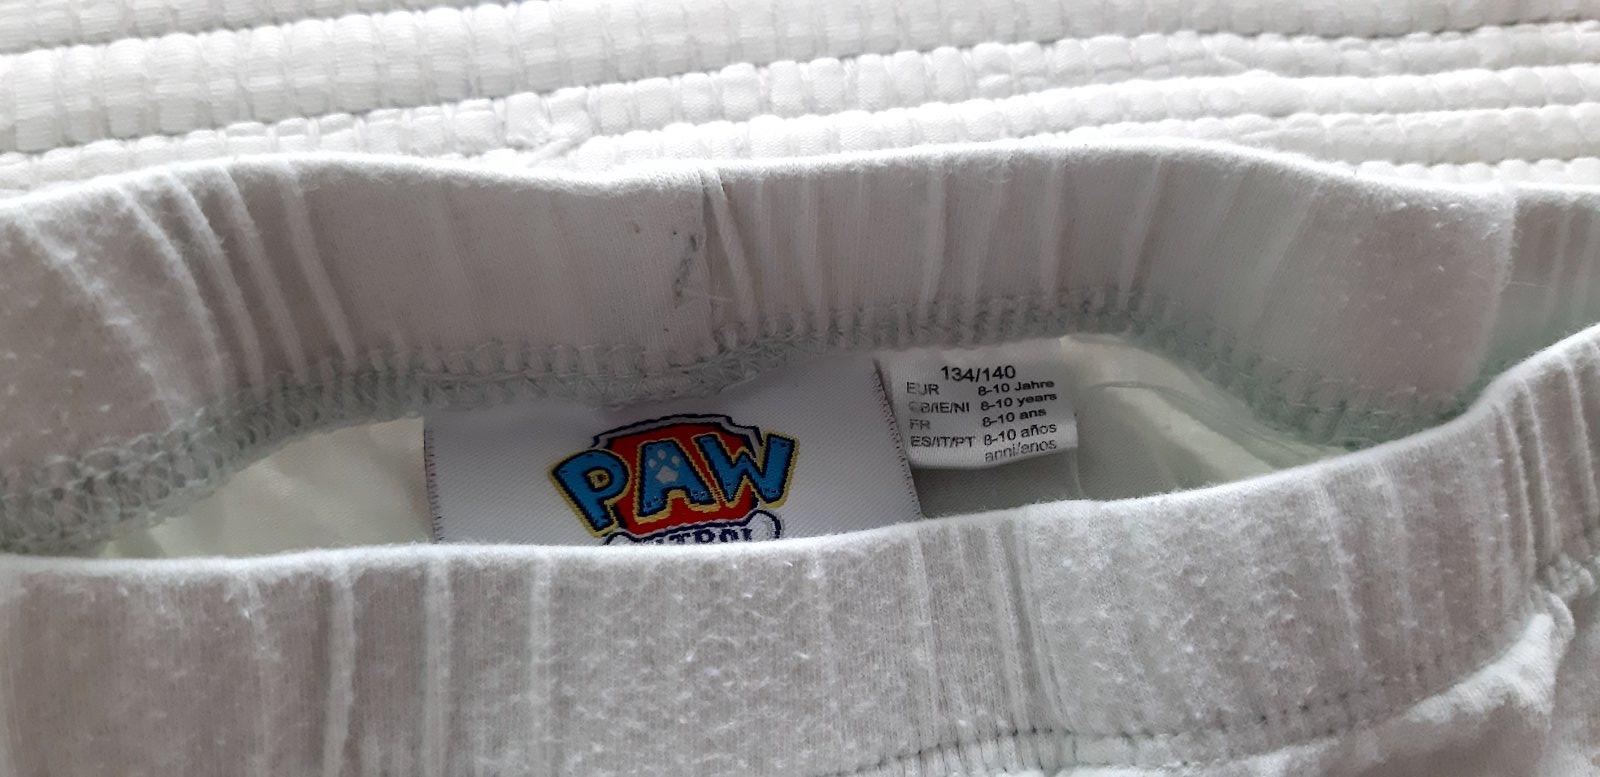 PAW
134/140
EUR 8-10 Jahre
GB/IE/NI 8-10 years
FR 8-10 ans
ES/IT/PT 8-10 años
anni/anos